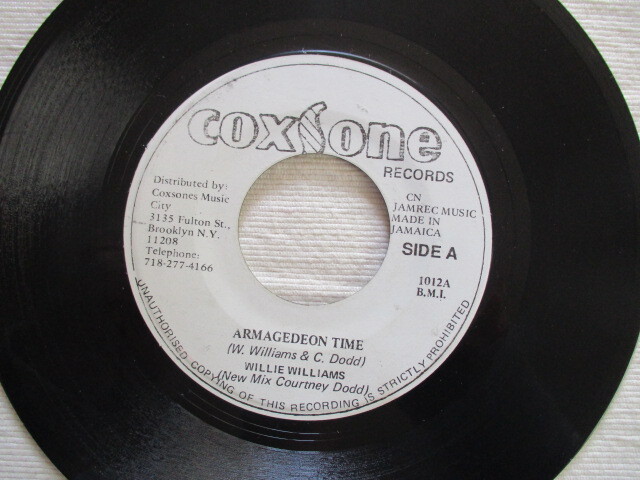 coxsone
RECORDS
Distributed by:
Coxsones Music
City
3135 Fulton St.,
Brooklyn N.Y.
11208
Telephone:
718-277-4166
CN
JAMREC MUSIC
MADE IN
JAMAICA
SIDE A
1012A
B.M.I.
ARMAGEDEON TIME
(W. Williams & C. Dodd)
WILLIE WILLIAMS
(New Mix Courtney Dodd)
UNAUTHORISED COPYING OF THIS RECORDING IS STRICTLY PROHIBITED